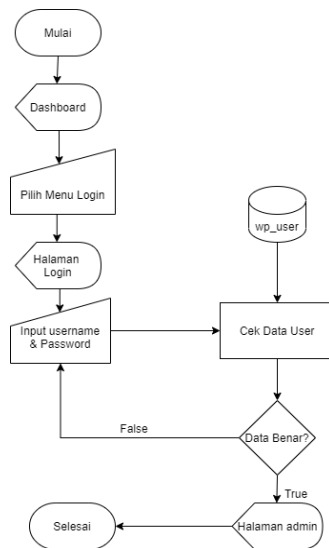 Mulai
Dashboard
Pilih Menu Login
Halaman
Login
wp_user
Input username
& Password
Cek Data User
False
Data Benar?
True
Selesai
Halaman admin